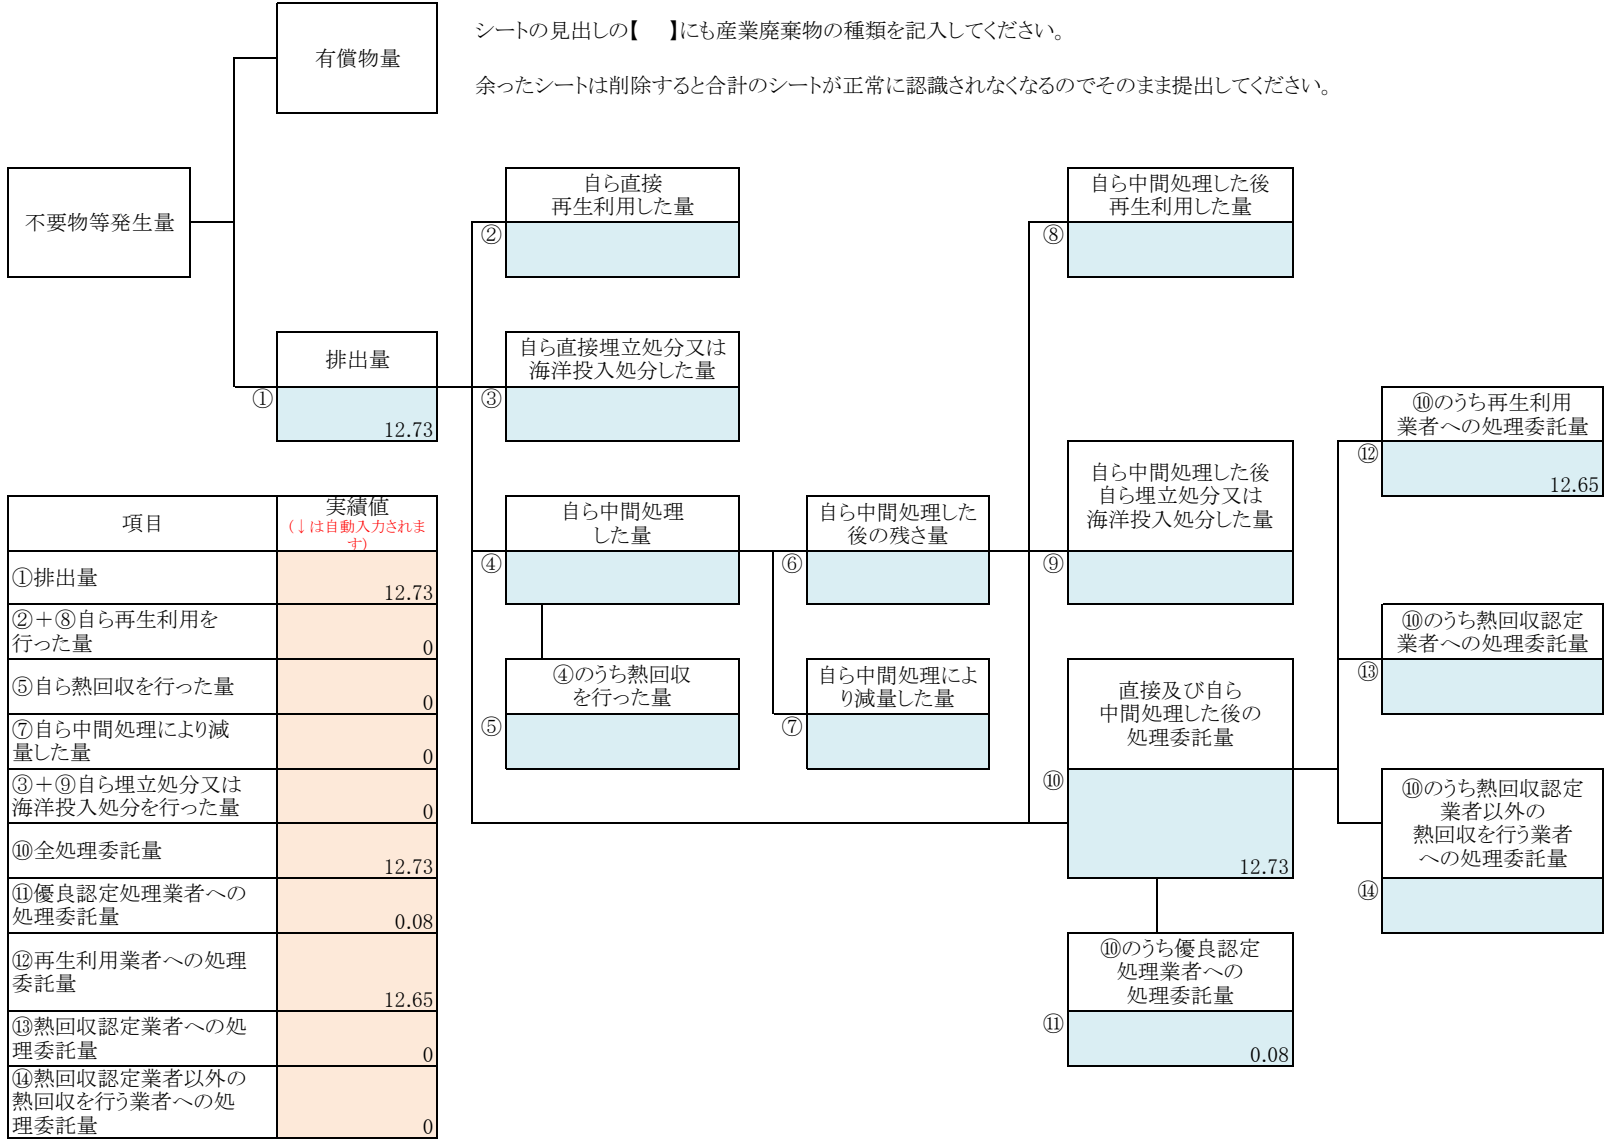 シートの見出しの【　】にも産業廃棄物の種類を記入してください。
余ったシートは削除すると合計のシートが正常に認識されなくなるのでそのまま提出してください。
有償物量
不要物等発生量
排出量
①
12.73
自ら直接
再生利用した量
②
自ら直接埋立処分又は
海洋投入処分した量
③
自ら中間処理
した量
④
④のうち熱回収
を行った量
⑤
自ら中間処理した
後の残さ量
⑥
自ら中間処理によ
り減量した量
⑦
自ら中間処理した後
再生利用した量
⑧
自ら中間処理した後
自ら埋立処分又は
海洋投入処分した量
⑨
直接及び自ら
中間処理した後の
処理委託量
⑩
12.73
⑩のうち優良認定
処理業者への
処理委託量
⑪
0.08
⑩のうち再生利用
業者への処理委託量
⑫
12.65
⑩のうち熱回収認定
業者への処理委託量
⑬
⑩のうち熱回収認定
業者以外の
熱回収を行う業者
への処理委託量
⑭
項目
実績値
(↓は自動入力されま
す)
①排出量
12.73
②＋⑧自ら再生利用を
行った量
0
⑤自ら熱回収を行った量
0
⑦自ら中間処理により減
量した量
0
③＋⑨自ら埋立処分又は
海洋投入処分を行った量
0
⑩全処理委託量
12.73
⑪優良認定処理業者への
処理委託量
0.08
⑫再生利用業者への処理
委託量
12.65
⑬熱回収認定業者への処
理委託量
0
⑭熱回収認定業者以外の
熱回収を行う業者への処
理委託量
0